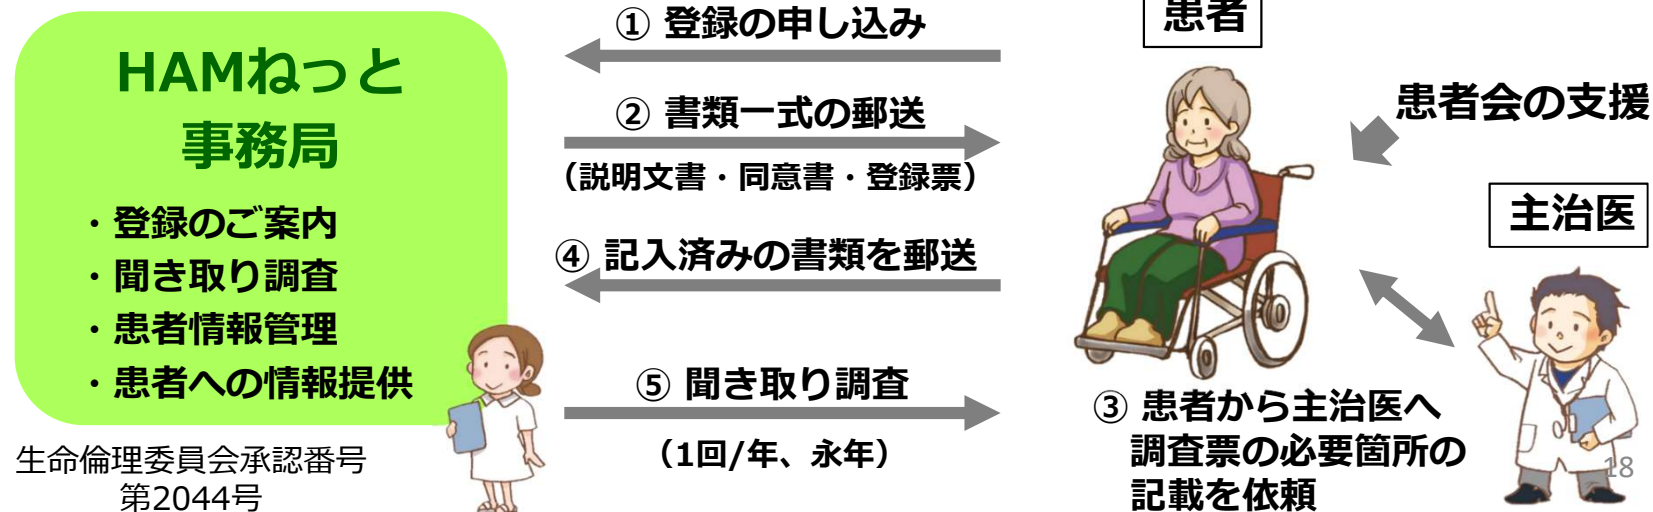 HAMねっと
事務局
・登録のご案内
・聞き取り調査
・患者情報管理
・患者への情報提供
生命倫理委員会承認番号
第2044号
① 登録の申し込み
② 書類一式の郵送
（説明文書・同意書・登録票）
④ 記入済みの書類を郵送
⑤ 聞き取り調査
（1回/年、永年）
患者
患者会の支援
主治医
③ 患者から主治医へ
調査票の必要箇所の
記載を依頼
18